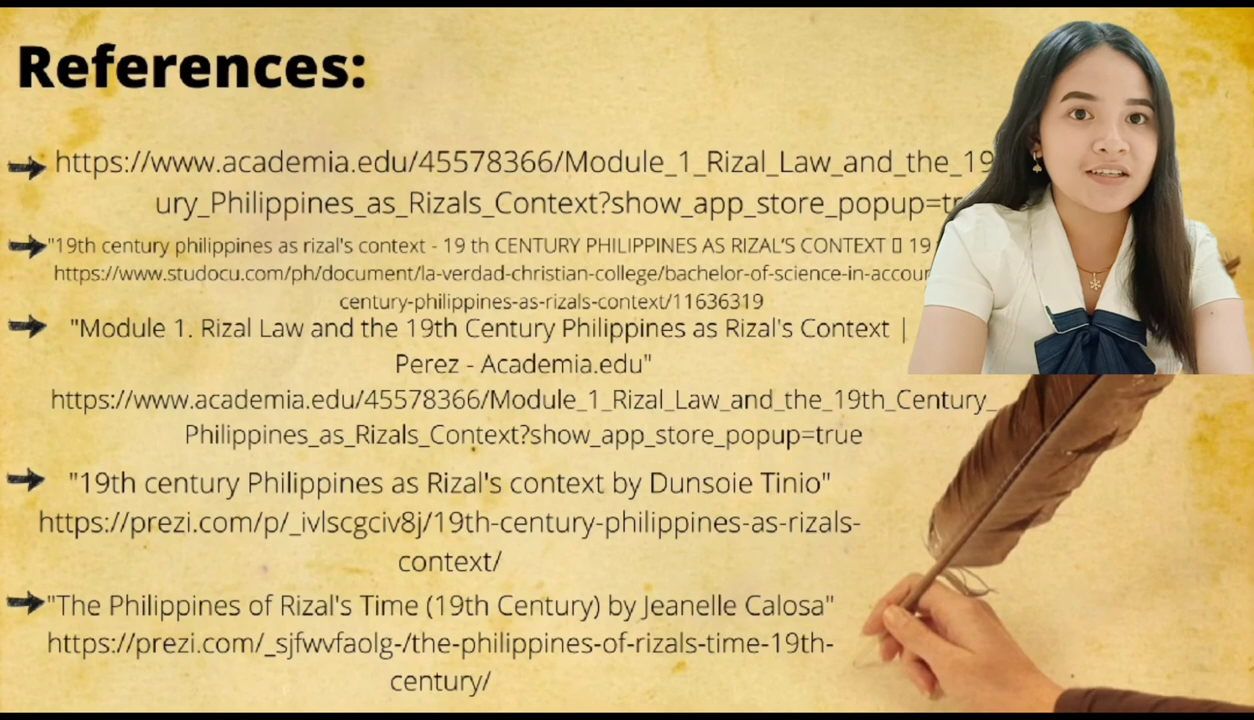 References:
https://www.academia.edu/45578366/Module_1_Rizal_Law_and_the_19
ury_Philippines_as_Rizals_Context?show_app_store_popup=tr
"19th century philippines as rizal's context - 19 th CENTURY PHILIPPINES AS RIZAL'S CONTEXT  19
https://www.studocu.com/ph/document/la-verdad-christian-college/bachelor-of-science-in-accour
century-philippines-as-rizals-context/11636319
"Module 1. Rizal Law and the 19th Century Philippines as Rizal's Context |
Perez - Academia.edu"
https://www.academia.edu/45578366/Module_1_Rizal_Law_and_the_19th_Century_
Philippines_as_Rizals_Context?show_app_store_popup=true
"19th century Philippines as Rizal's context by Dunsoie Tinio"
https://prezi.com/p/_ivlscgciv8j/19th-century-philippines-as-rizals-
context/
"The Philippines of Rizal's Time (19th Century) by Jeanelle Calosa"
https://prezi.com/_sjfwvfaolg-/the-philippines-of-rizals-time-19th-
century/